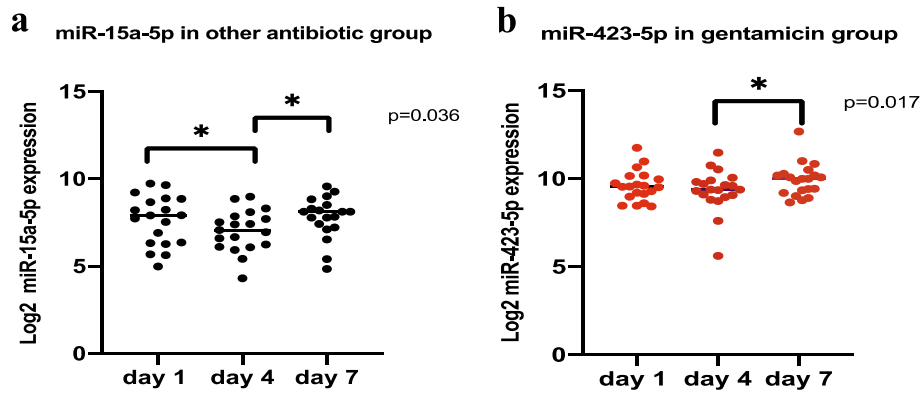 a
miR-15a-5p in other antibiotic group
p=0.036
*
*
Log2 miR-15a-5p expression
15
10
5
0
day 1 day 4 day 7
b
miR-423-5p in gentamicin group
p=0.017
*
Log2 miR-423-5p expression
15
10
5
0
day 1 day 4 day 7